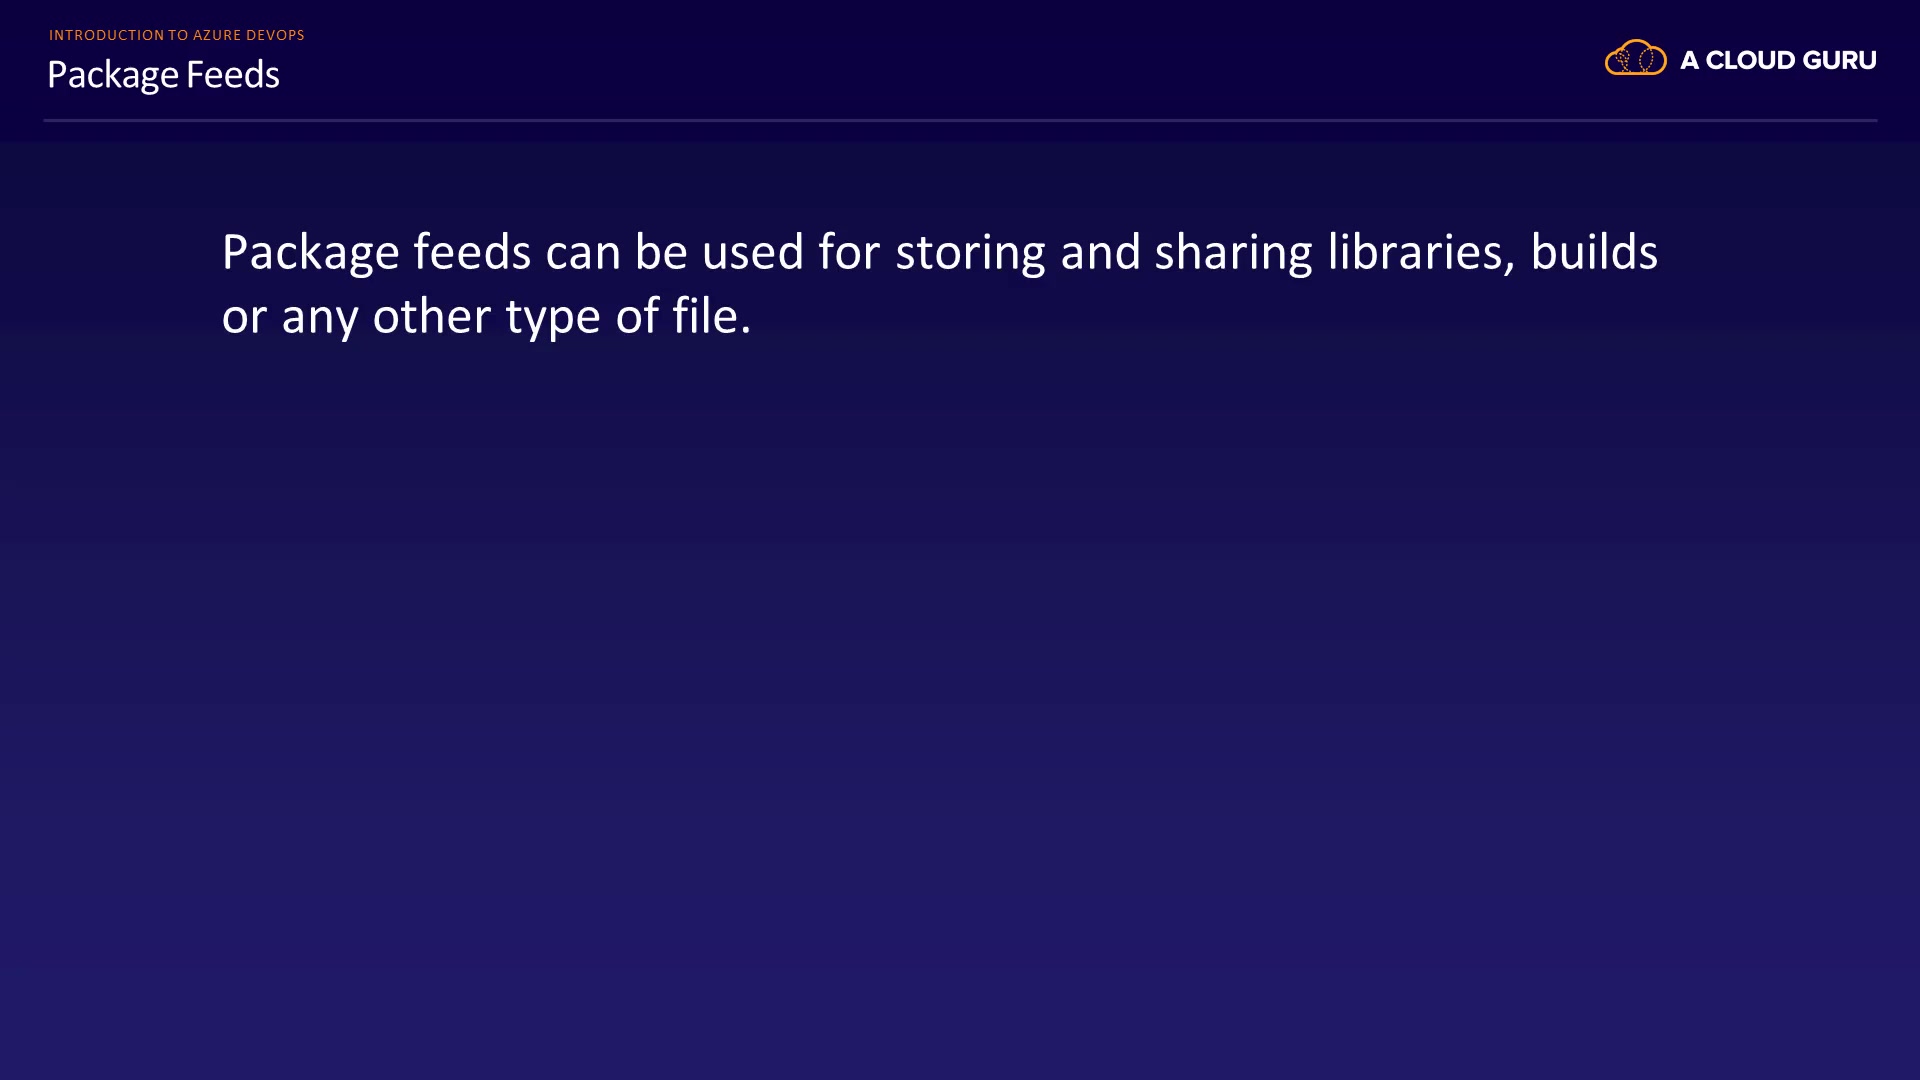 INTRODUCTION TO AZURE DEVOPS
Package Feeds
A CLOUD GURU
Package feeds can be used for storing and sharing libraries, builds
or any other type of file.